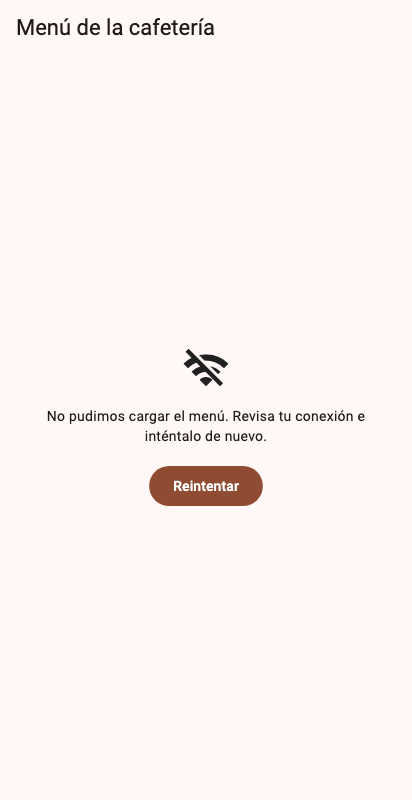 Menú de la cafetería
No pudimos cargar el menú. Revisa tu conexión e
inténtalo de nuevo.
Reintentar